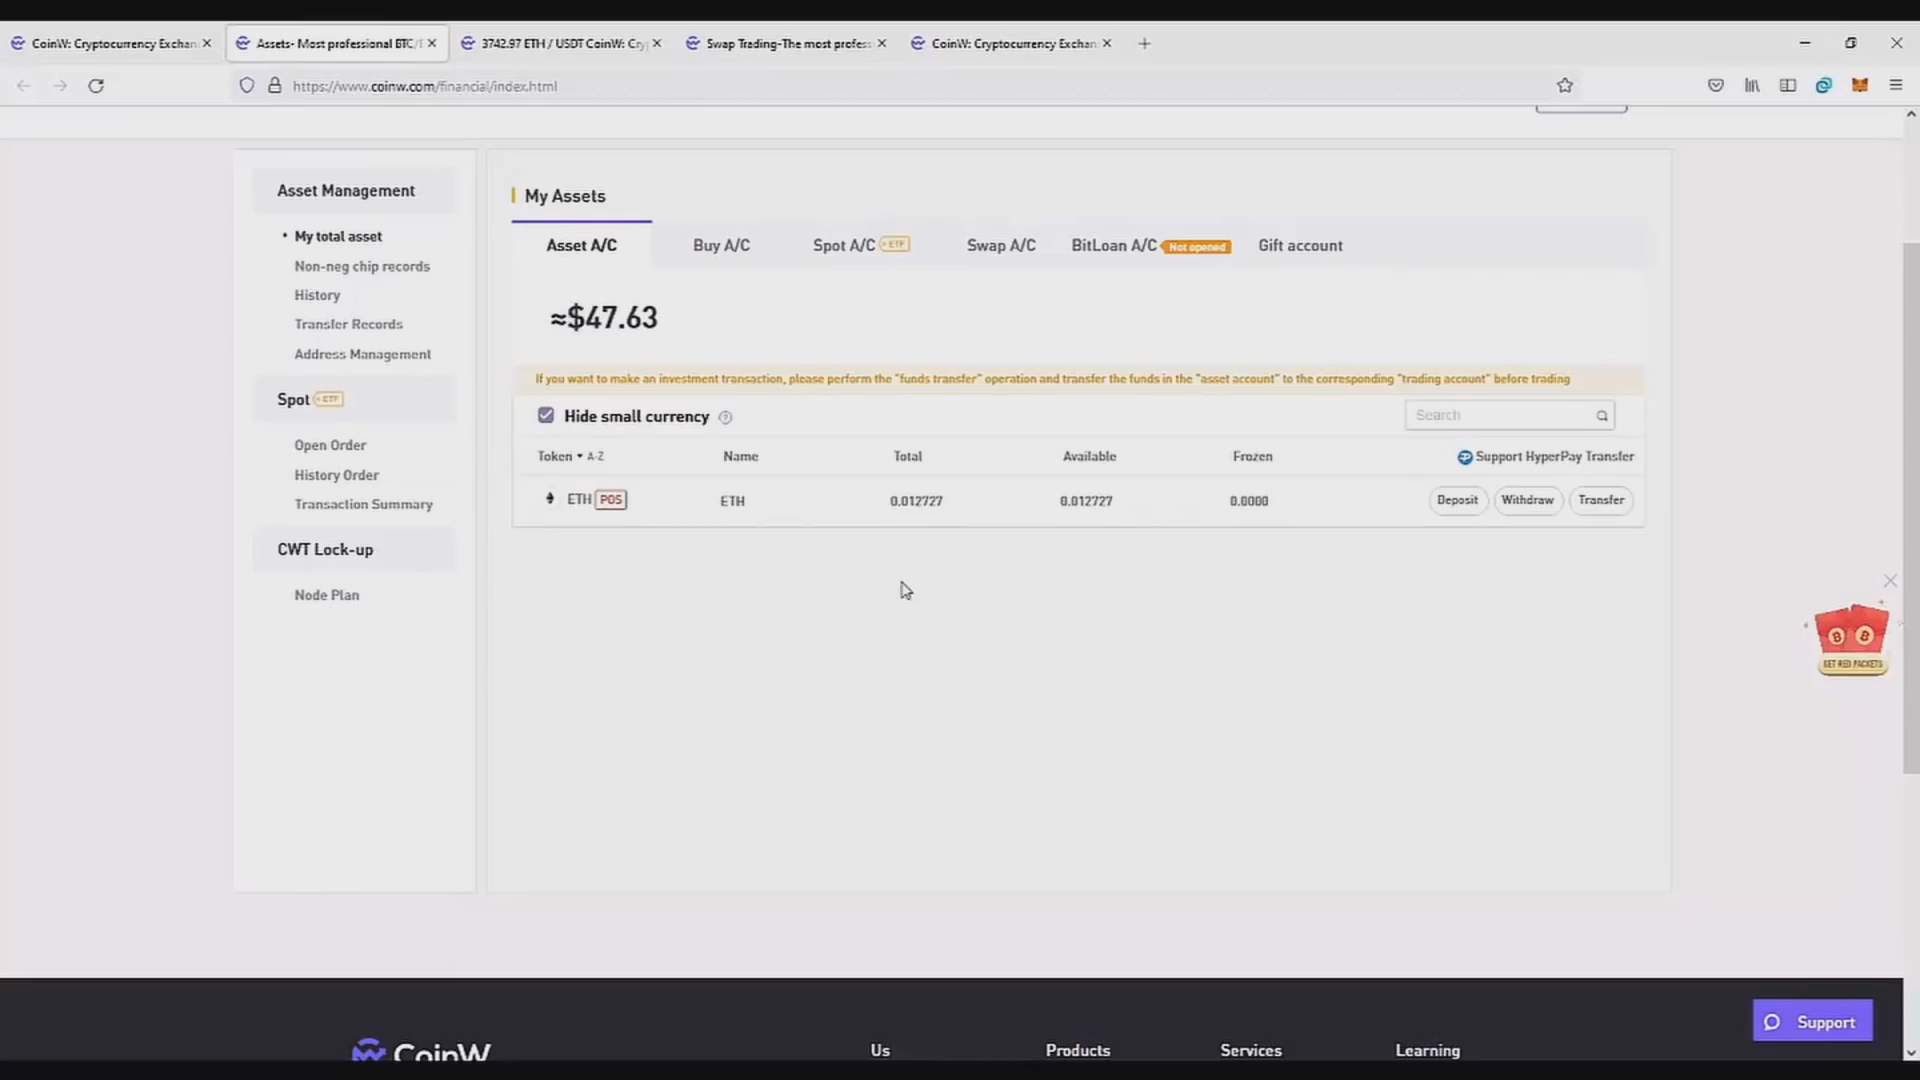 CoinW: Cryptocurrency Exchan
Assets- Most professional BTC/E
3742.97 ETH / USDT CoinW: Cry
Swap Trading-The most profess
CoinW: Cryptocurrency Exchan
https://www.coinw.com/financial/index.html
Asset Management
My total asset
Non-neg chip records
History
Transfer Records
Address Management
Spot ETF
Open Order
History Order
Transaction Summary
CWT Lock-up
Node Plan
My Assets
Asset A/C
Buy A/C
Spot A/C ETF
Swap A/C
BitLoan A/C Not opened
Gift account
≈$47.63
If you want to make an investment transaction, please perform the "funds transfer" operation and transfer the funds in the "asset account" to the corresponding "trading account" before trading
Hide small currency ?
Search
Token A-Z Name Total Available Frozen Support HyperPay Transfer
ETH POS ETH 0.012727 0.012727 0.0000 Deposit Withdraw Transfer
GET RED PACKETS
Support
CoinW
Us
Products
Services
Learning